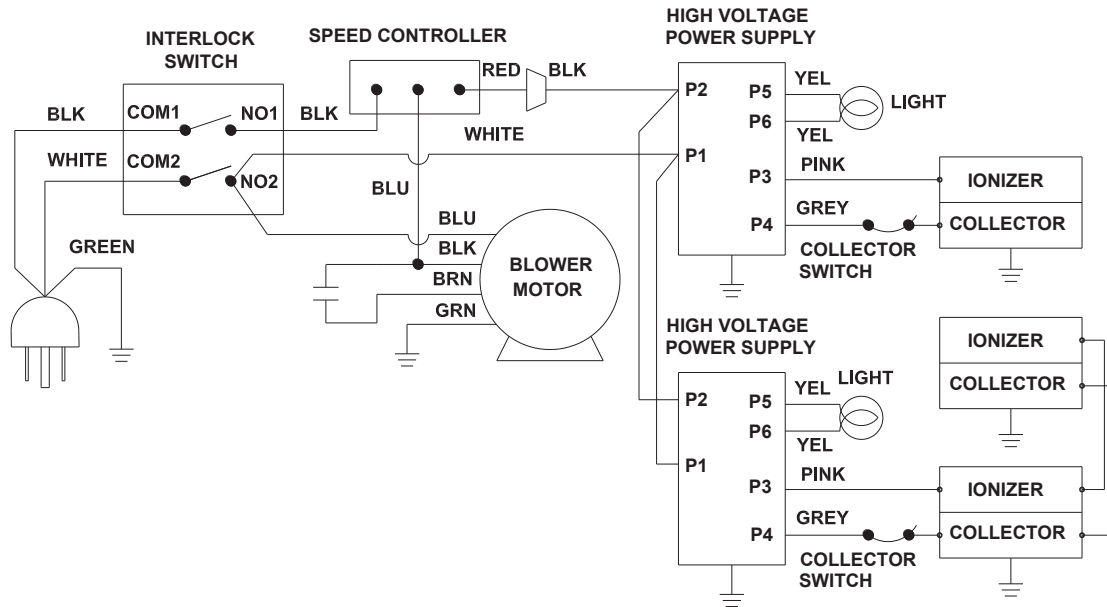 HIGH VOLTAGE
POWER SUPPLY
INTERLOCK
SWITCH
SPEED CONTROLLER
RED
BLK
P2
P5
YEL
LIGHT
P6
YEL
BLK
COM1
NO1
BLK
WHITE
P1
WHITE
COM2
NO2
P3
PINK
IONIZER
BLU
P4
GREY
COLLECTOR
COLLECTOR
SWITCH
BLU
GREEN
BLK
BRN
GRN
BLOWER
MOTOR
HIGH VOLTAGE
POWER SUPPLY
IONIZER
COLLECTOR
P2
P5
YEL
LIGHT
P6
YEL
P1
P3
PINK
IONIZER
P4
GREY
COLLECTOR
COLLECTOR
SWITCH